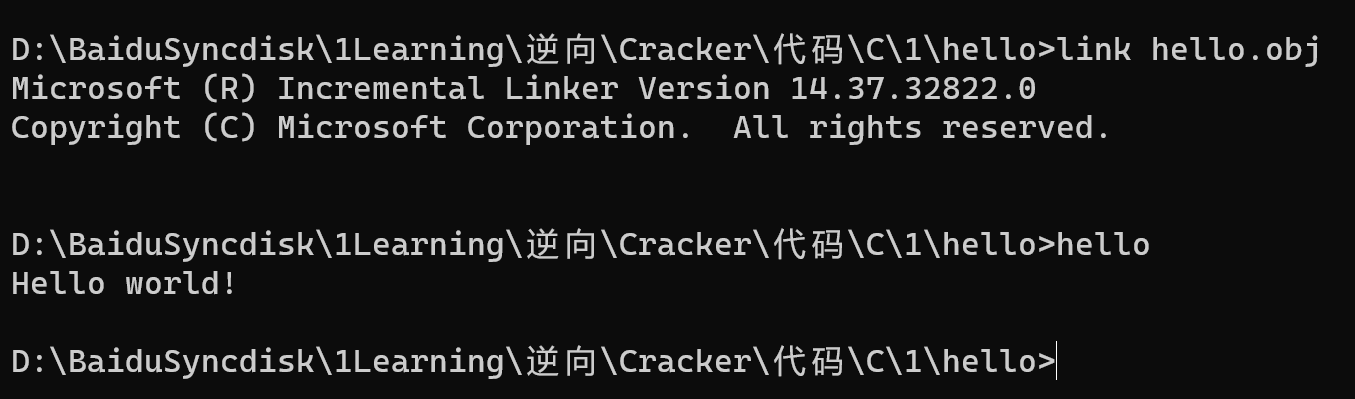 D:\BaiduSyncdisk\1Learning\逆向\Cracker\代码\C\1\hello>link hello.obj
Microsoft (R) Incremental Linker Version 14.37.32822.0
Copyright (C) Microsoft Corporation.  All rights reserved.
D:\BaiduSyncdisk\1Learning\逆向\Cracker\代码\C\1\hello>hello
Hello world!
D:\BaiduSyncdisk\1Learning\逆向\Cracker\代码\C\1\hello>